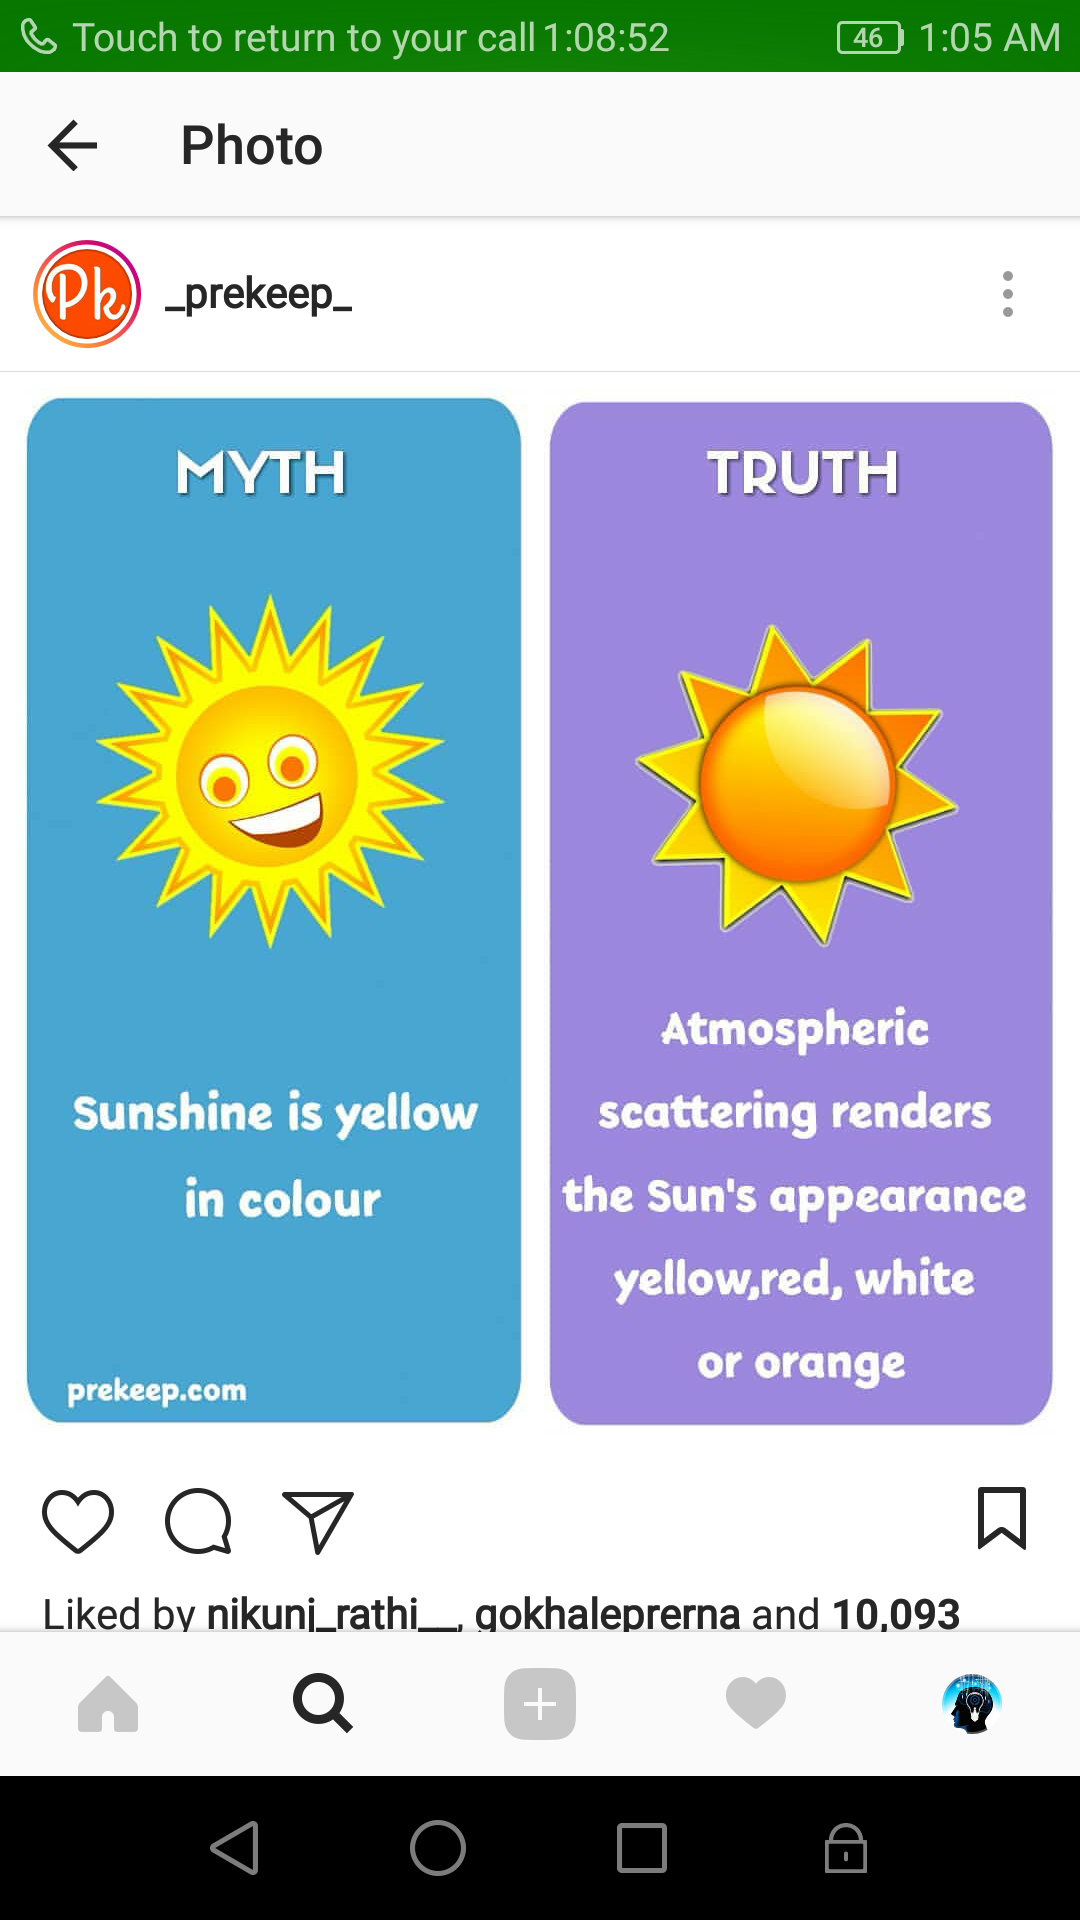 Touch to return to your call 1:08:52 46 1:05 AM
Photo
Pk _prekeep_
MYTH
Sunshine is yellow
in colour
prekeep.com
TRUTH
Atmospheric
scattering renders
the Sun's appearance
yellow,red, white
or orange
Liked by nikunj_rathi__, gokhaleprerna and 10,093